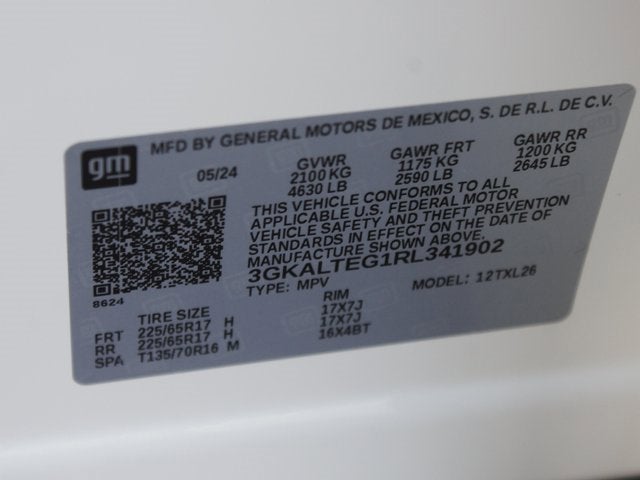 gm
MFD BY GENERAL MOTORS DE MEXICO, S. DE R.L. DE C.V.
05/24 GVWR GAWR FRT GAWR RR
2100 KG 1175 KG 1200 KG
4630 LB 2590 LB 2645 LB
THIS VEHICLE CONFORMS TO ALL
APPLICABLE U.S. FEDERAL MOTOR
VEHICLE SAFETY AND THEFT PREVENTION
STANDARDS IN EFFECT ON THE DATE OF
MANUFACTURE SHOWN ABOVE.
3GKALTEG1RL341902
TYPE: MPV MODEL: 12TXL26
8624
TIRE SIZE RIM
FRT 225/65R17 H 17X7J
RR 225/65R17 H 17X7J
SPA T135/70R16 M 16X4BT